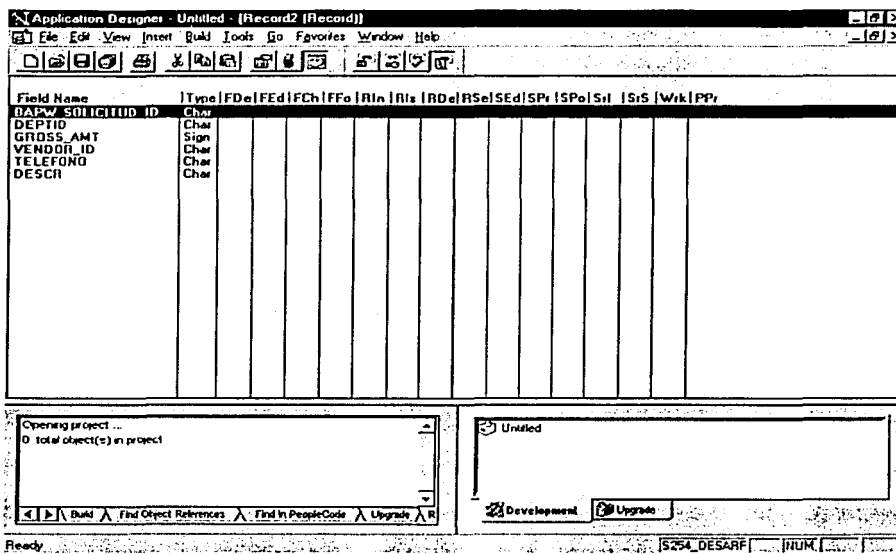 Application Designer - Untitled - [Record2 (Record)]
File Edit View Insert Build Tools Go Favorites Window Help
Field Name Type FDe FEd FCh FFo RIn RIs RDe RSe SEd SPr SPo SrI SrS Wrk PPr
BAPW_SOLICITUD_ID Char
DEPTID Char
GROSS_AMT Sign
VENDOR_ID Char
TELEFONO Char
DESCR Char
Opening project ...
0 total object(s) in project
Untitled
Build Find Object References Find in PeopleCode Upgrade R
Development Upgrade
Ready S254_DESARF NUM